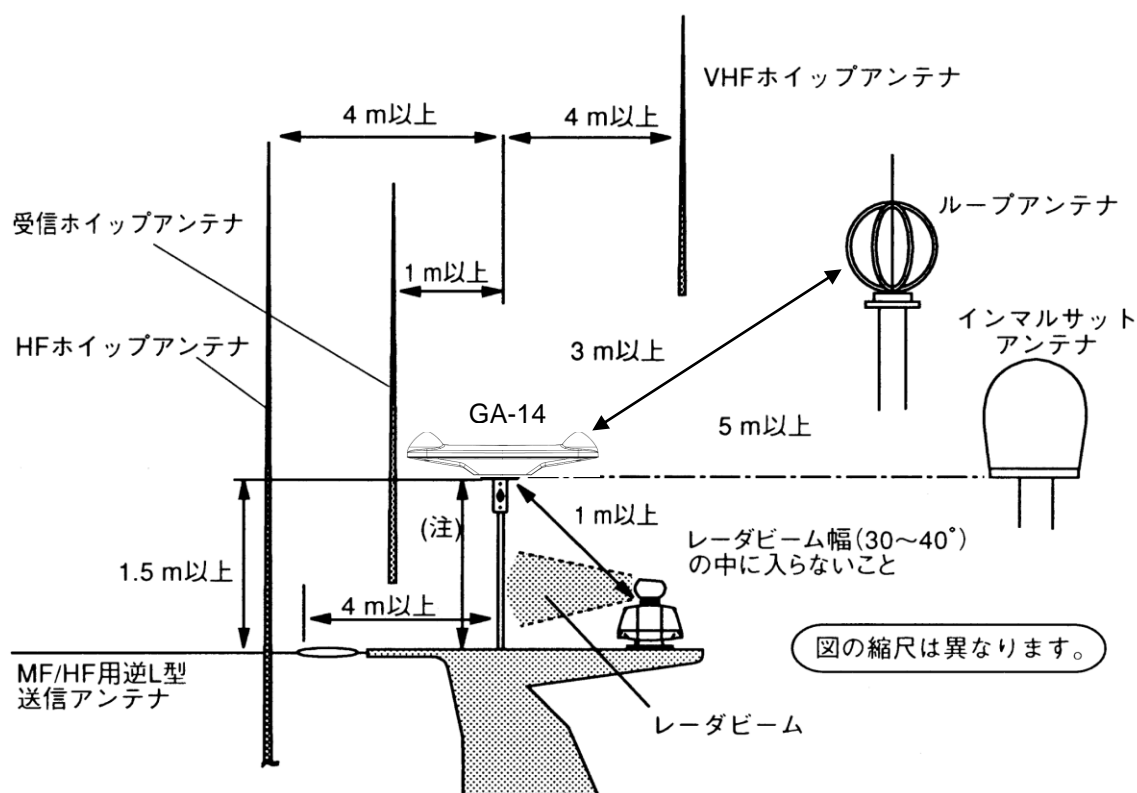 VHFホイップアンテナ
4 m以上
4 m以上
受信ホイップアンテナ
ループアンテナ
1 m以上
HFホイップアンテナ
3 m以上
インマルサット
アンテナ
GA-14
5 m以上
(注)
1 m以上
レーダビーム幅(30～40°)
の中に入らないこと
1.5 m以上
4 m以上
図の縮尺は異なります。
MF/HF用逆L型
送信アンテナ
レーダビーム